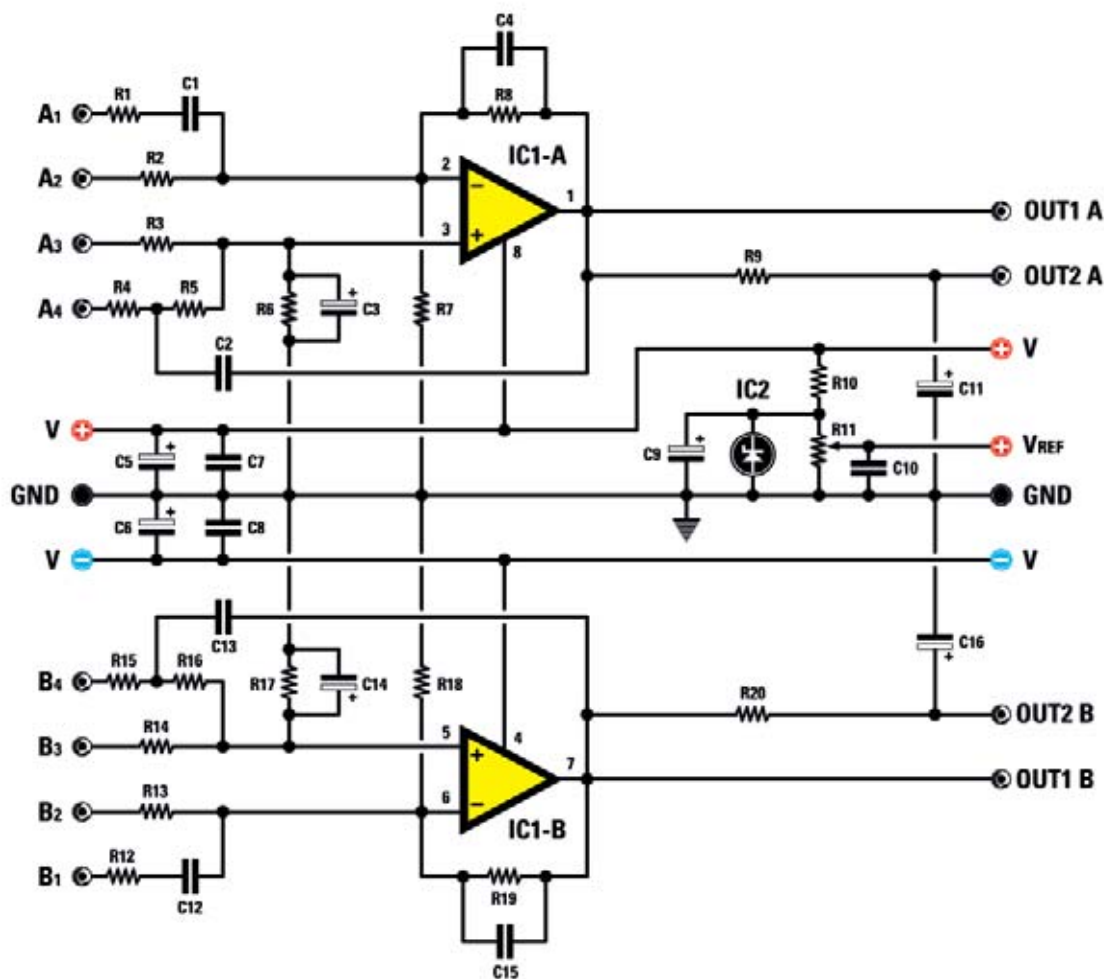 C4
C1
R1
R8
A1
IC1-A
R2
2
A2
−
1
OUT1 A
R3
3
+
A3
8
R9
OUT2 A
R4
R5
A4
R6
+
C3
R7
C2
+ V
R10
+
C11
IC2
R11
V +
+
C5
C7
+
C9
C10
+ VREF
GND
GND
+
C6
C8
V −
− V
C13
C16
+
R15
R16
B4
R17
C14
+
R18
R20
OUT2 B
R14
5
4
B3
+
7
OUT1 B
R13
6
B2
−
IC1-B
R12
B1
C12
R19
C15